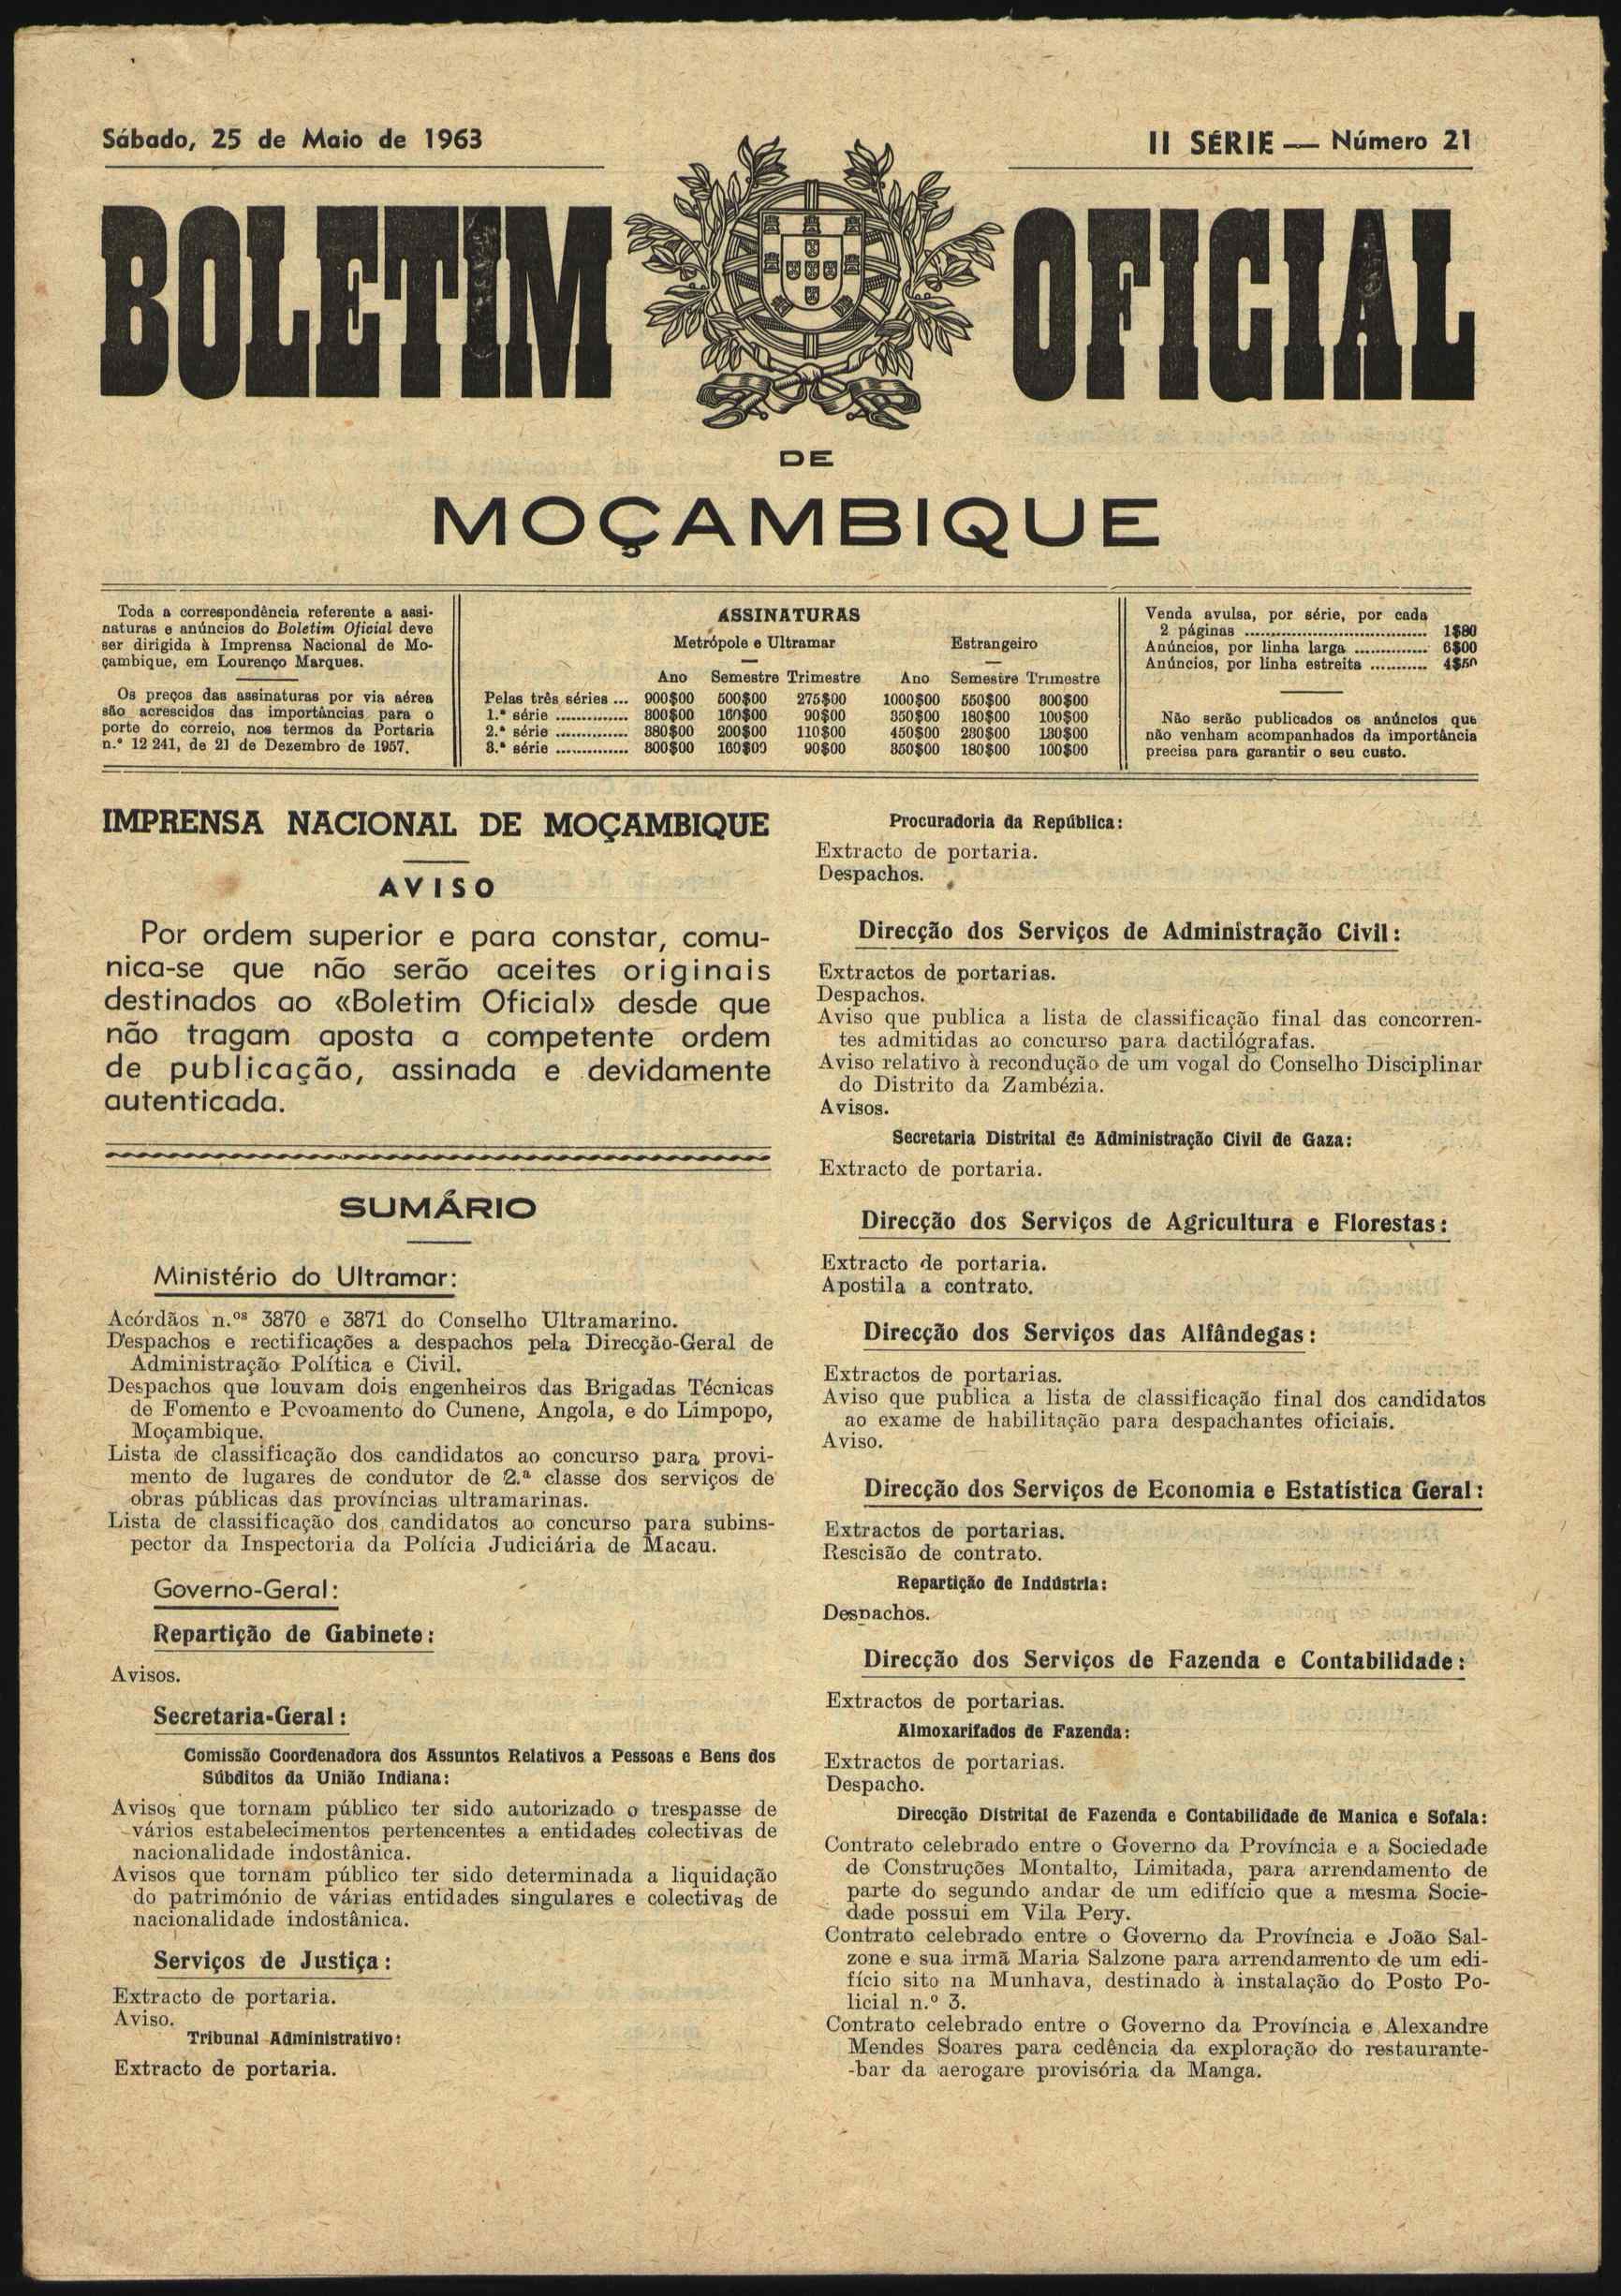 Sábado, 25 de Maio de 1963
II SÉRIE — Número 21
BOLETIM OFICIAL
DE
MOÇAMBIQUE
Toda a correspondência referente a assi-
naturas e anúncios do Boletim Oficial deve
ser dirigida à Imprensa Nacional de Mo-
çambique, em Lourenço Marques.
Os preços das assinaturas por via aérea
são acrescidos das importâncias para o
porte do correio, nos termos da Portaria
n.º 12 241, de 21 de Dezembro de 1957.
ASSINATURAS
Metrópole e Ultramar Estrangeiro
Ano Semestre Trimestre Ano Semestre Trimestre
Pelas três séries ... 900$00 500$00 275$00 1000$00 550$00 300$00
1.ª série .............. 300$00 160$00 90$00 350$00 180$00 100$00
2.ª série .............. 380$00 200$00 110$00 450$00 230$00 130$00
3.ª série .............. 300$00 160$00 90$00 350$00 180$00 100$00
Venda avulsa, por série, por cada
2 páginas .................................. 1$80
Anúncios, por linha larga ............. 6$00
Anúncios, por linha estreita ........... 4$50
Não serão publicados os anúncios que
não venham acompanhados da importância
precisa para garantir o seu custo.
IMPRENSA NACIONAL DE MOÇAMBIQUE
AVISO
Por ordem superior e para constar, comu-
nica-se que não serão aceites originais
destinados ao «Boletim Oficial» desde que
não tragam aposta a competente ordem
de publicação, assinada e devidamente
autenticada.
SUMÁRIO
Ministério do Ultramar:
Acórdãos n.ºs 3870 e 3871 do Conselho Ultramarino.
Despachos e rectificações a despachos pela Direcção-Geral de
Administração Política e Civil.
Despachos que louvam dois engenheiros das Brigadas Técnicas
de Fomento e Povoamento do Cunene, Angola, e do Limpopo,
Moçambique.
Lista de classificação dos candidatos ao concurso para provi-
mento de lugares de condutor de 2.ª classe dos serviços de
obras públicas das províncias ultramarinas.
Lista de classificação dos candidatos ao concurso para subins-
pector da Inspectoria da Polícia Judiciária de Macau.
Governo-Geral:
Repartição de Gabinete:
Avisos.
Secretaria-Geral:
Comissão Coordenadora dos Assuntos Relativos a Pessoas e Bens dos
Súbditos da União Indiana:
Avisos que tornam público ter sido autorizado o trespasse de
vários estabelecimentos pertencentes a entidades colectivas de
nacionalidade indostânica.
Avisos que tornam público ter sido determinada a liquidação
do património de várias entidades singulares e colectivas de
nacionalidade indostânica.
Serviços de Justiça:
Extracto de portaria.
Aviso.
Tribunal Administrativo:
Extracto de portaria.
Procuradoria da República:
Extracto de portaria.
Despachos.
Direcção dos Serviços de Administração Civil:
Extractos de portarias.
Despachos.
Aviso que publica a lista de classificação final das concorren-
tes admitidas ao concurso para dactilógrafas.
Aviso relativo à recondução de um vogal do Conselho Disciplinar
do Distrito da Zambézia.
Avisos.
Secretaria Distrital de Administração Civil de Gaza:
Extracto de portaria.
Direcção dos Serviços de Agricultura e Florestas:
Extracto de portaria.
Apostila a contrato.
Direcção dos Serviços das Alfândegas:
Extractos de portarias.
Aviso que publica a lista de classificação final dos candidatos
ao exame de habilitação para despachantes oficiais.
Aviso.
Direcção dos Serviços de Economia e Estatística Geral:
Extractos de portarias.
Rescisão de contrato.
Repartição de Indústria:
Despachos.
Direcção dos Serviços de Fazenda e Contabilidade:
Extractos de portarias.
Almoxarifados de Fazenda:
Extractos de portarias.
Despacho.
Direcção Distrital de Fazenda e Contabilidade de Manica e Sofala:
Contrato celebrado entre o Governo da Província e a Sociedade
de Construções Montalto, Limitada, para arrendamento de
parte do segundo andar de um edifício que a mesma Socie-
dade possui em Vila Pery.
Contrato celebrado entre o Governo da Província e João Sal-
zone e sua irmã Maria Salzone para arrendamento de um edi-
fício sito na Munhava, destinado à instalação do Posto Po-
licial n.º 3.
Contrato celebrado entre o Governo da Província e Alexandre
Mendes Soares para cedência da exploração do restaurante-
-bar da aerogare provisória da Manga.